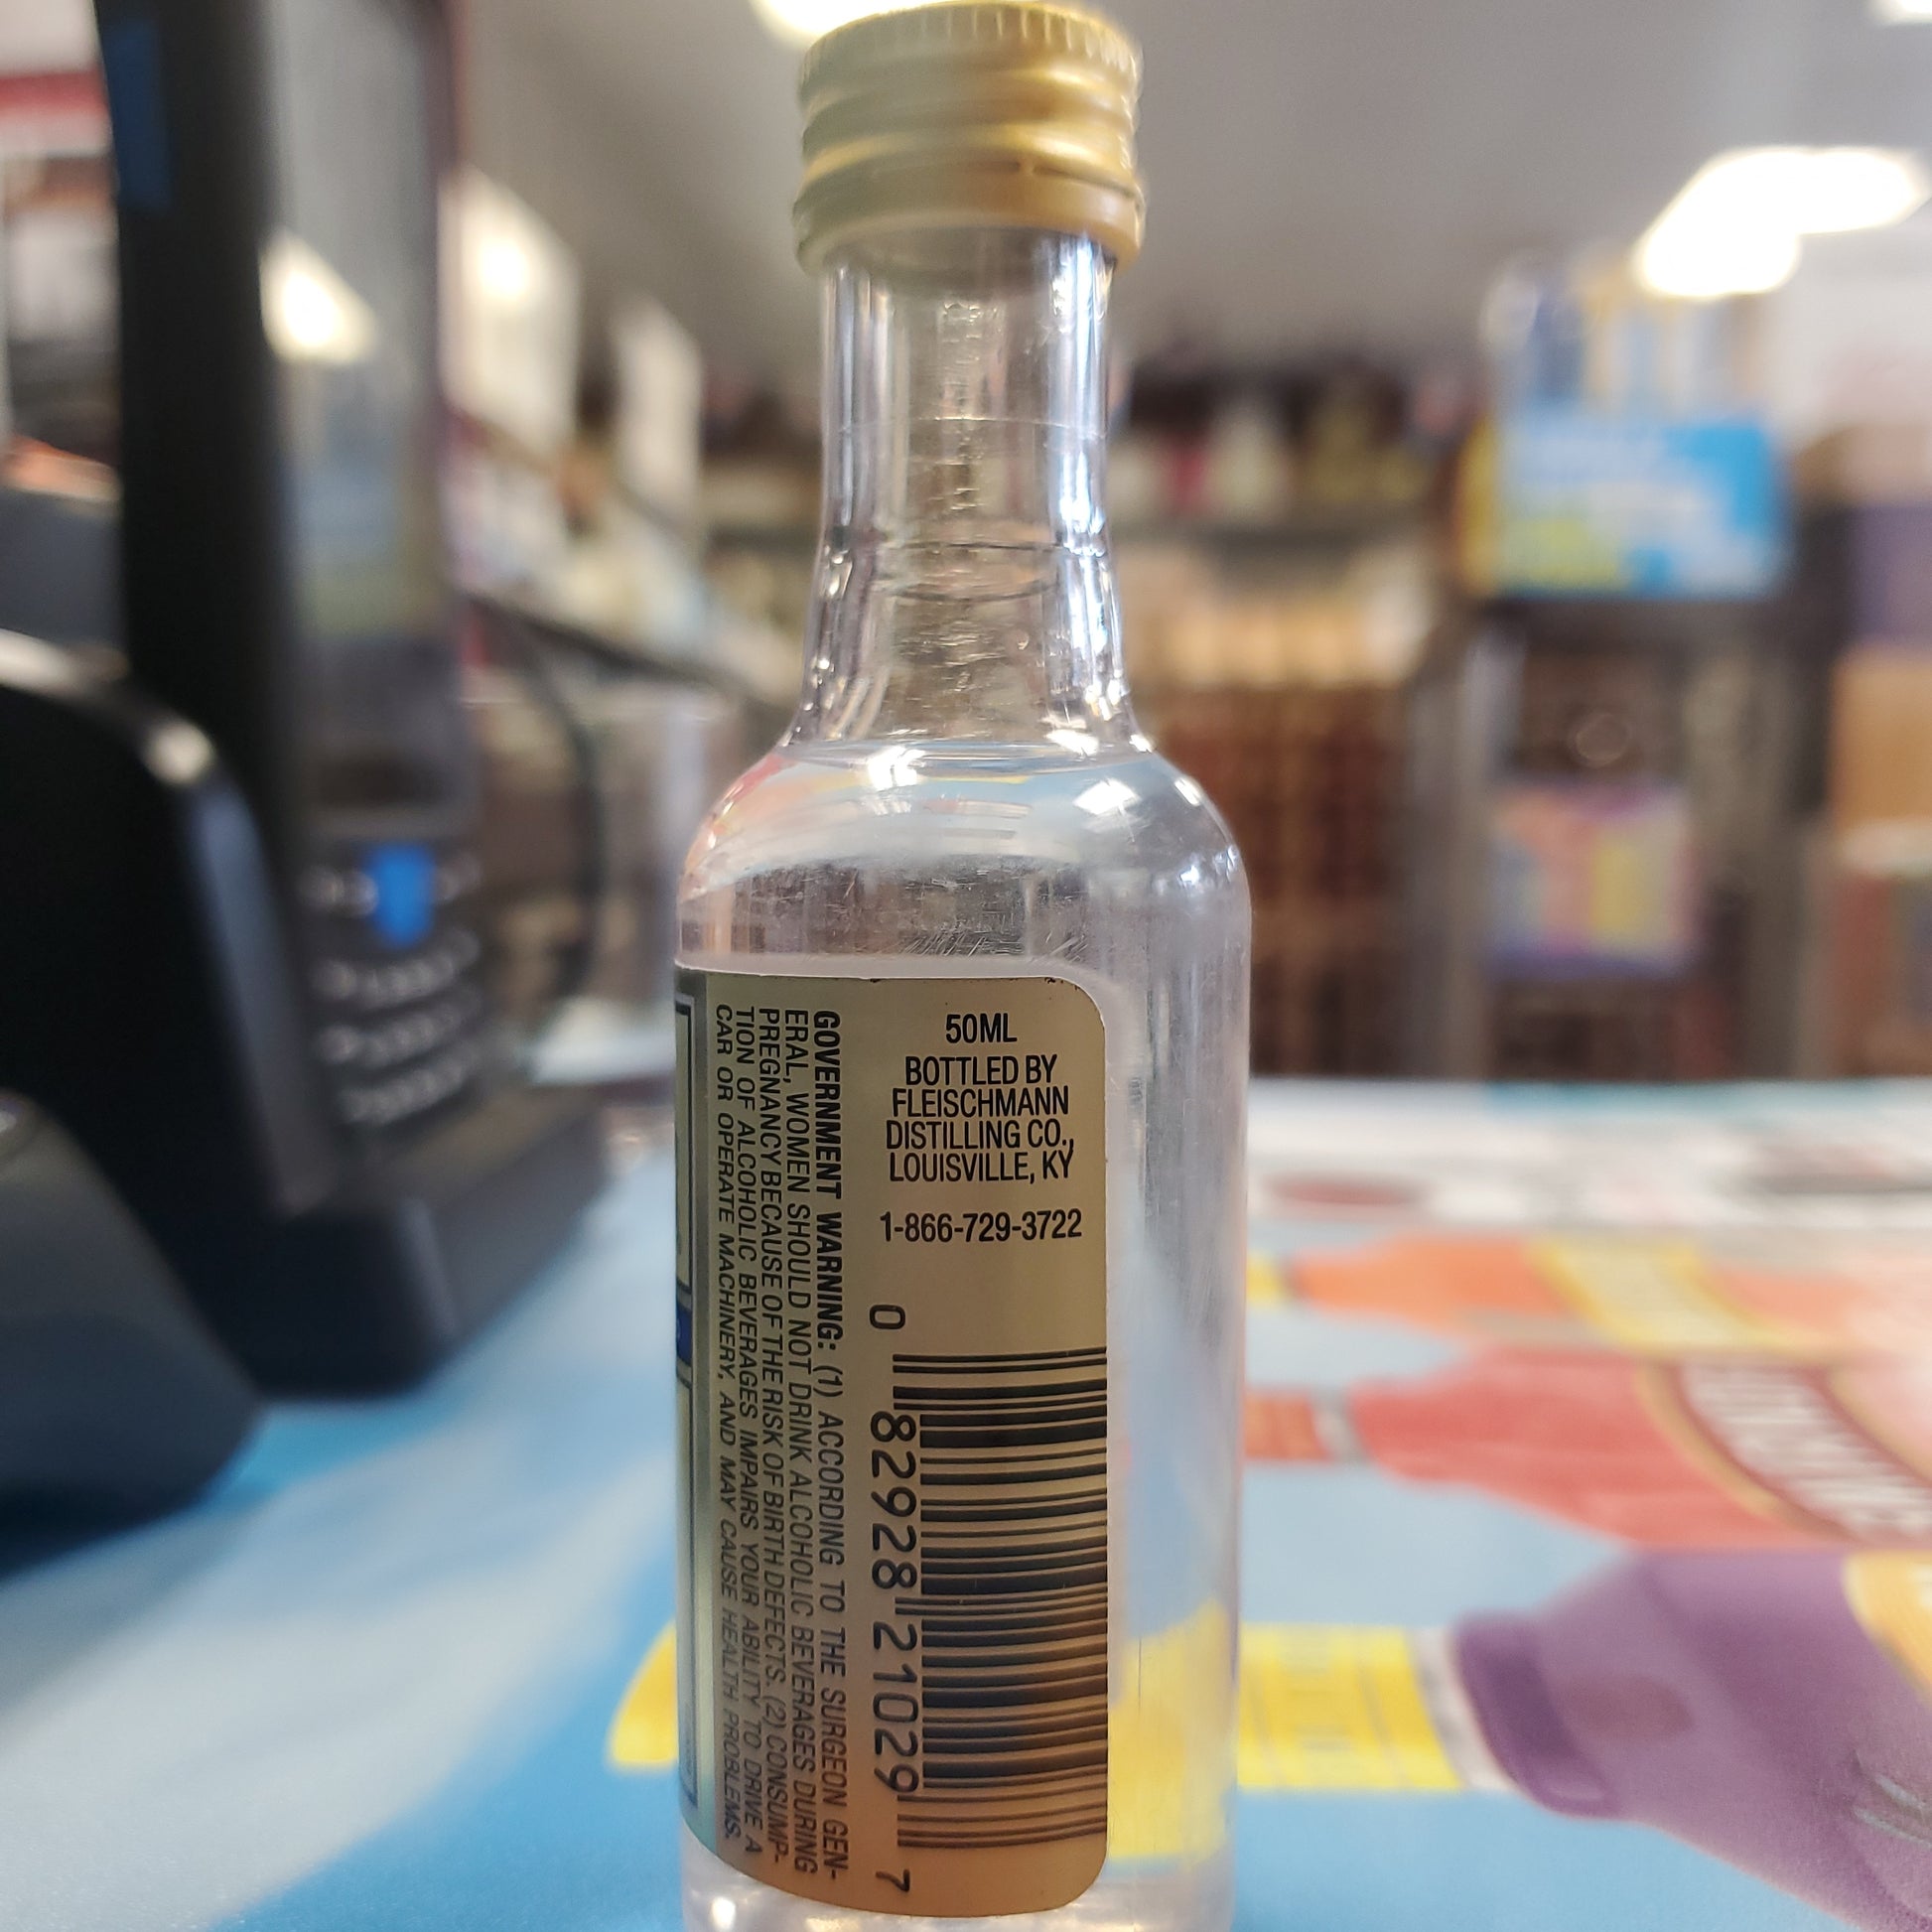 50ML
BOTTLED BY
FLEISCHMANN
DISTILLING CO.,
LOUISVILLE, KY
1-866-729-3722
GOVERNMENT WARNING: (1) ACCORDING TO THE SURGEON GEN-
ERAL, WOMEN SHOULD NOT DRINK ALCOHOLIC BEVERAGES DURING
PREGNANCY BECAUSE OF THE RISK OF BIRTH DEFECTS. (2) CONSUMP-
TION OF ALCOHOLIC BEVERAGES IMPAIRS YOUR ABILITY TO DRIVE A
CAR OR OPERATE MACHINERY, AND MAY CAUSE HEALTH PROBLEMS.
0 82928 21029 7